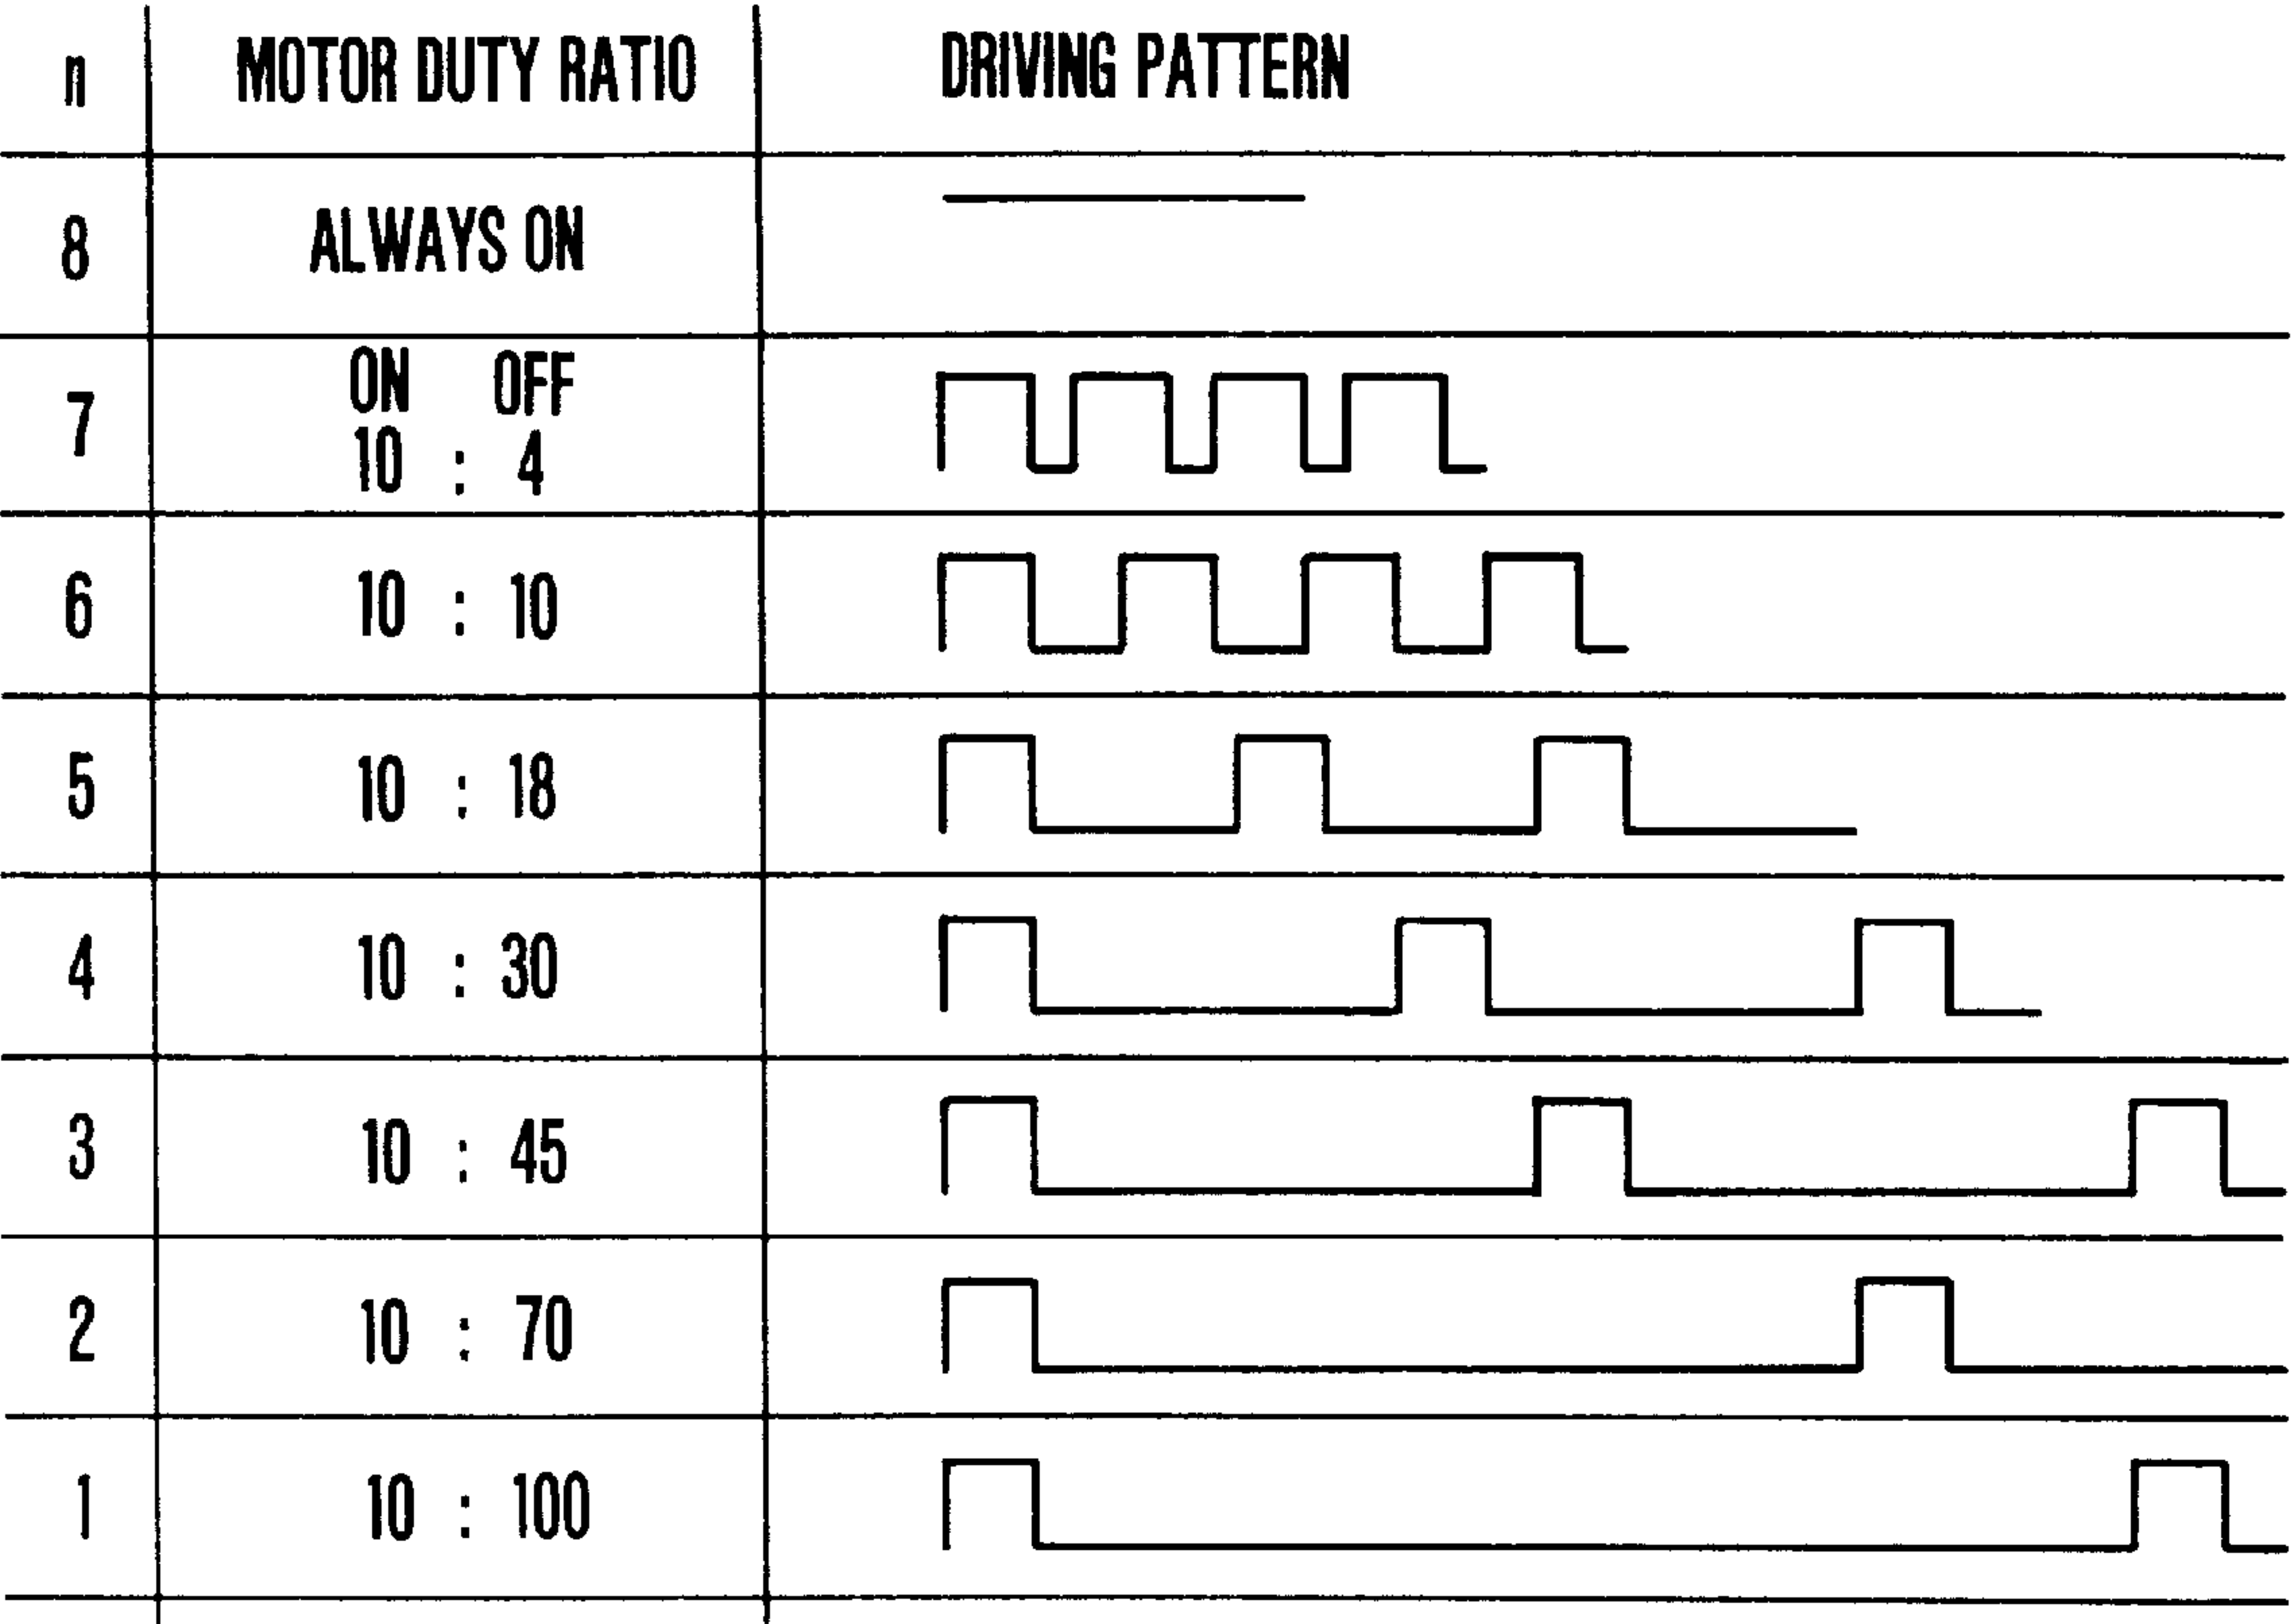 n MOTOR DUTY RATIO DRIVING PATTERN
8 ALWAYS ON
ON OFF
7 10 : 4
6 10 : 10
5 10 : 18
4 10 : 30
3 10 : 45
2 10 : 70
1 10 : 100